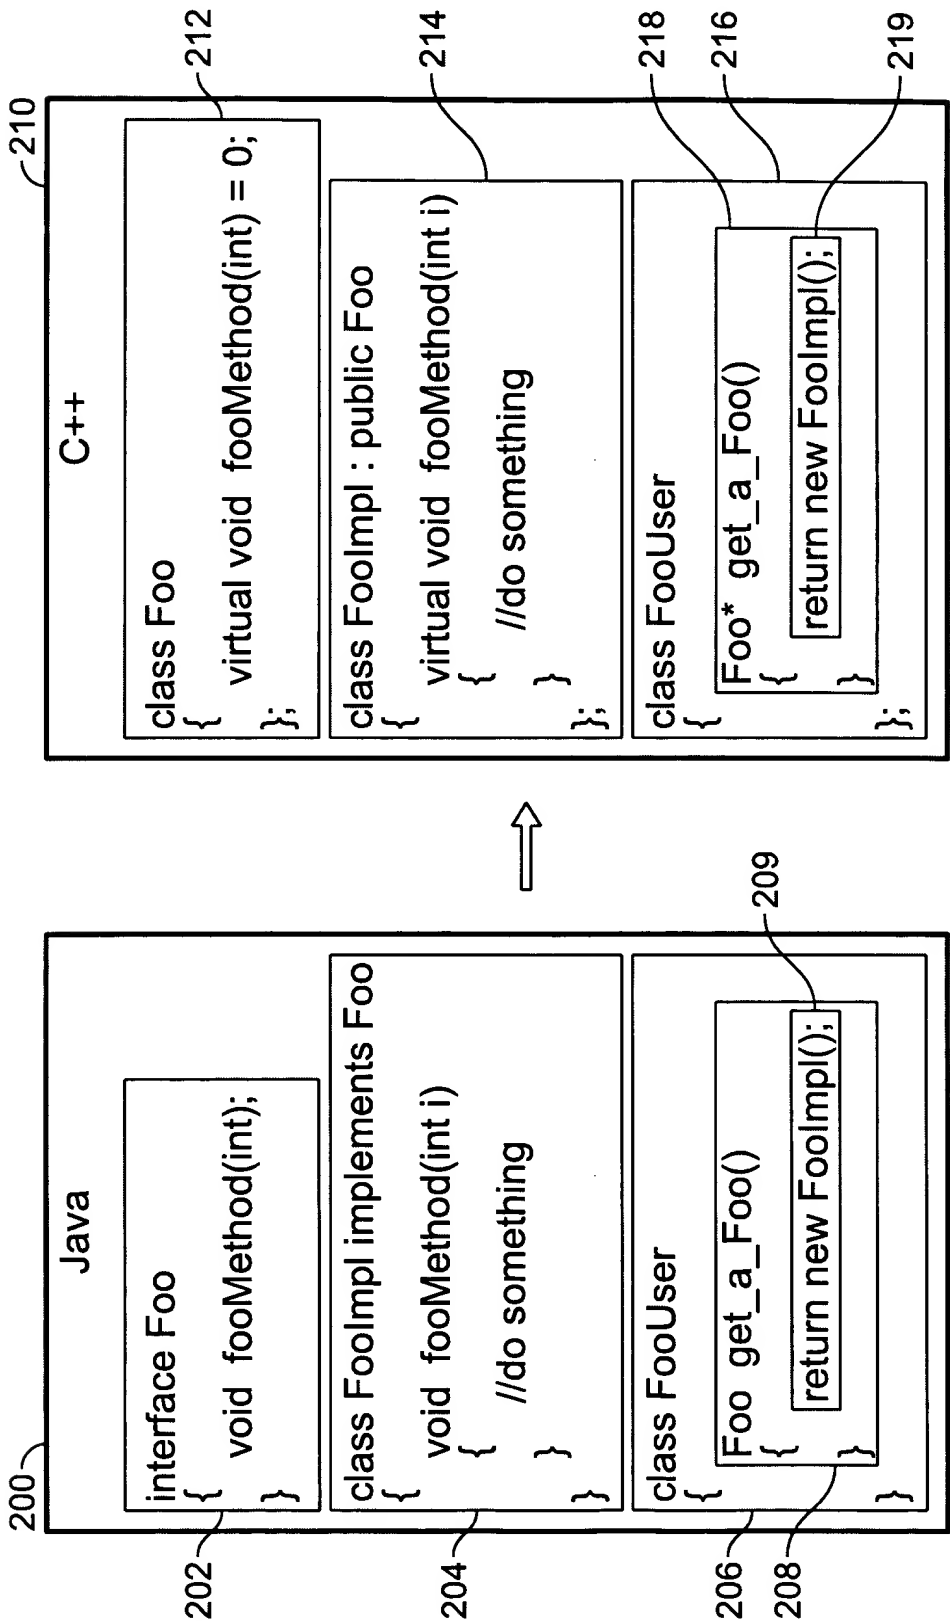 200
Java
202
interface Foo
{
void fooMethod(int);
}
204
class FooImpl implements Foo
{
void fooMethod(int i)
{
//do something
}
}
206
class FooUser
{
208
Foo get_a_Foo()
{
209
return new FooImpl();
}
}
210
C++
212
class Foo
{
virtual void fooMethod(int) = 0;
};
214
class FooImpl : public Foo
{
virtual void fooMethod(int i)
{
//do something
}
};
218
216
219
class FooUser
{
Foo* get_a_Foo()
{
return new FooImpl();
}
};